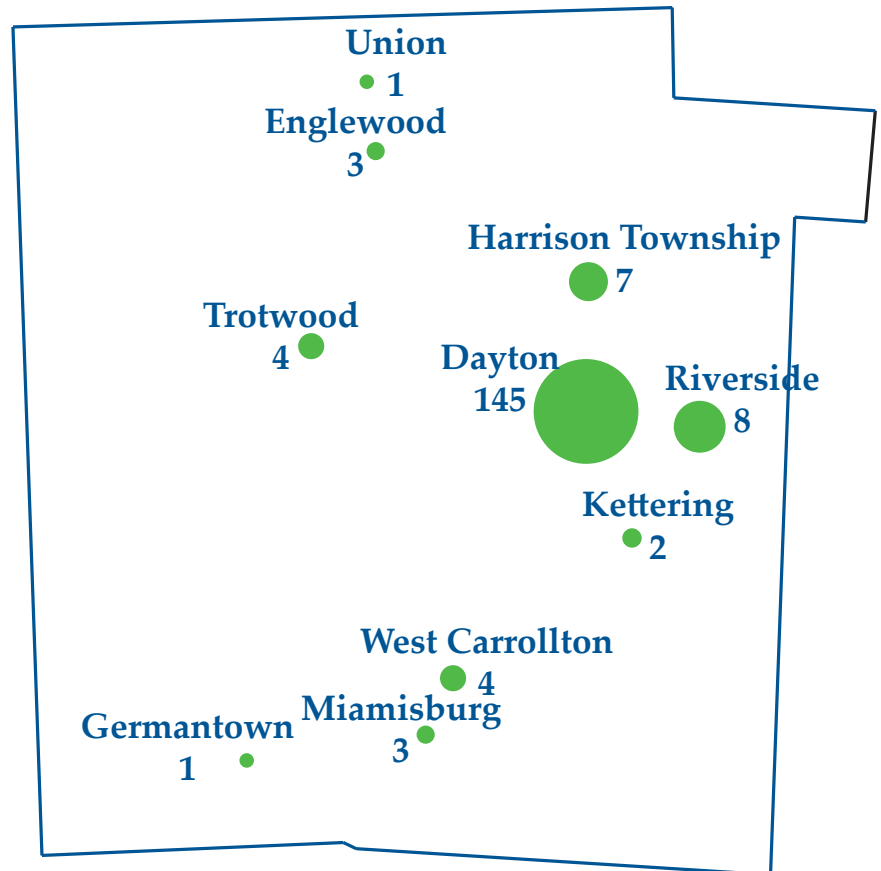 Union
1
Englewood
3
Harrison Township
7
Trotwood
4
Dayton
145
Riverside
8
Kettering
2
West Carrollton
4
Miamisburg
3
Germantown
1